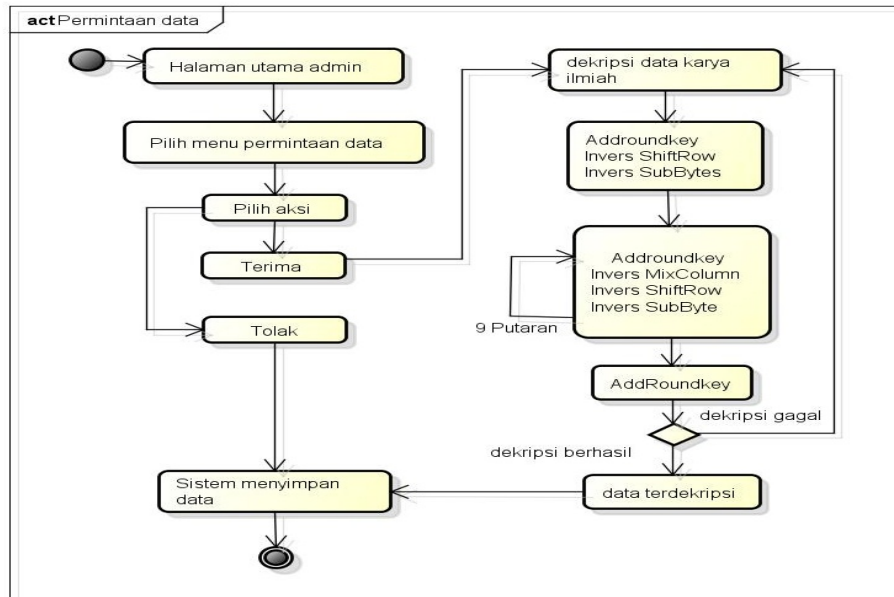 act Permintaan data
Halaman utama admin
Pilih menu permintaan data
Pilih aksi
Terima
Tolak
Sistem menyimpan
data
dekripsi data karya
ilmiah
Addroundkey
Invers ShiftRow
Invers SubBytes
Addroundkey
Invers MixColumn
Invers ShiftRow
Invers SubByte
9 Putaran
AddRoundkey
dekripsi gagal
dekripsi berhasil
data terdekripsi